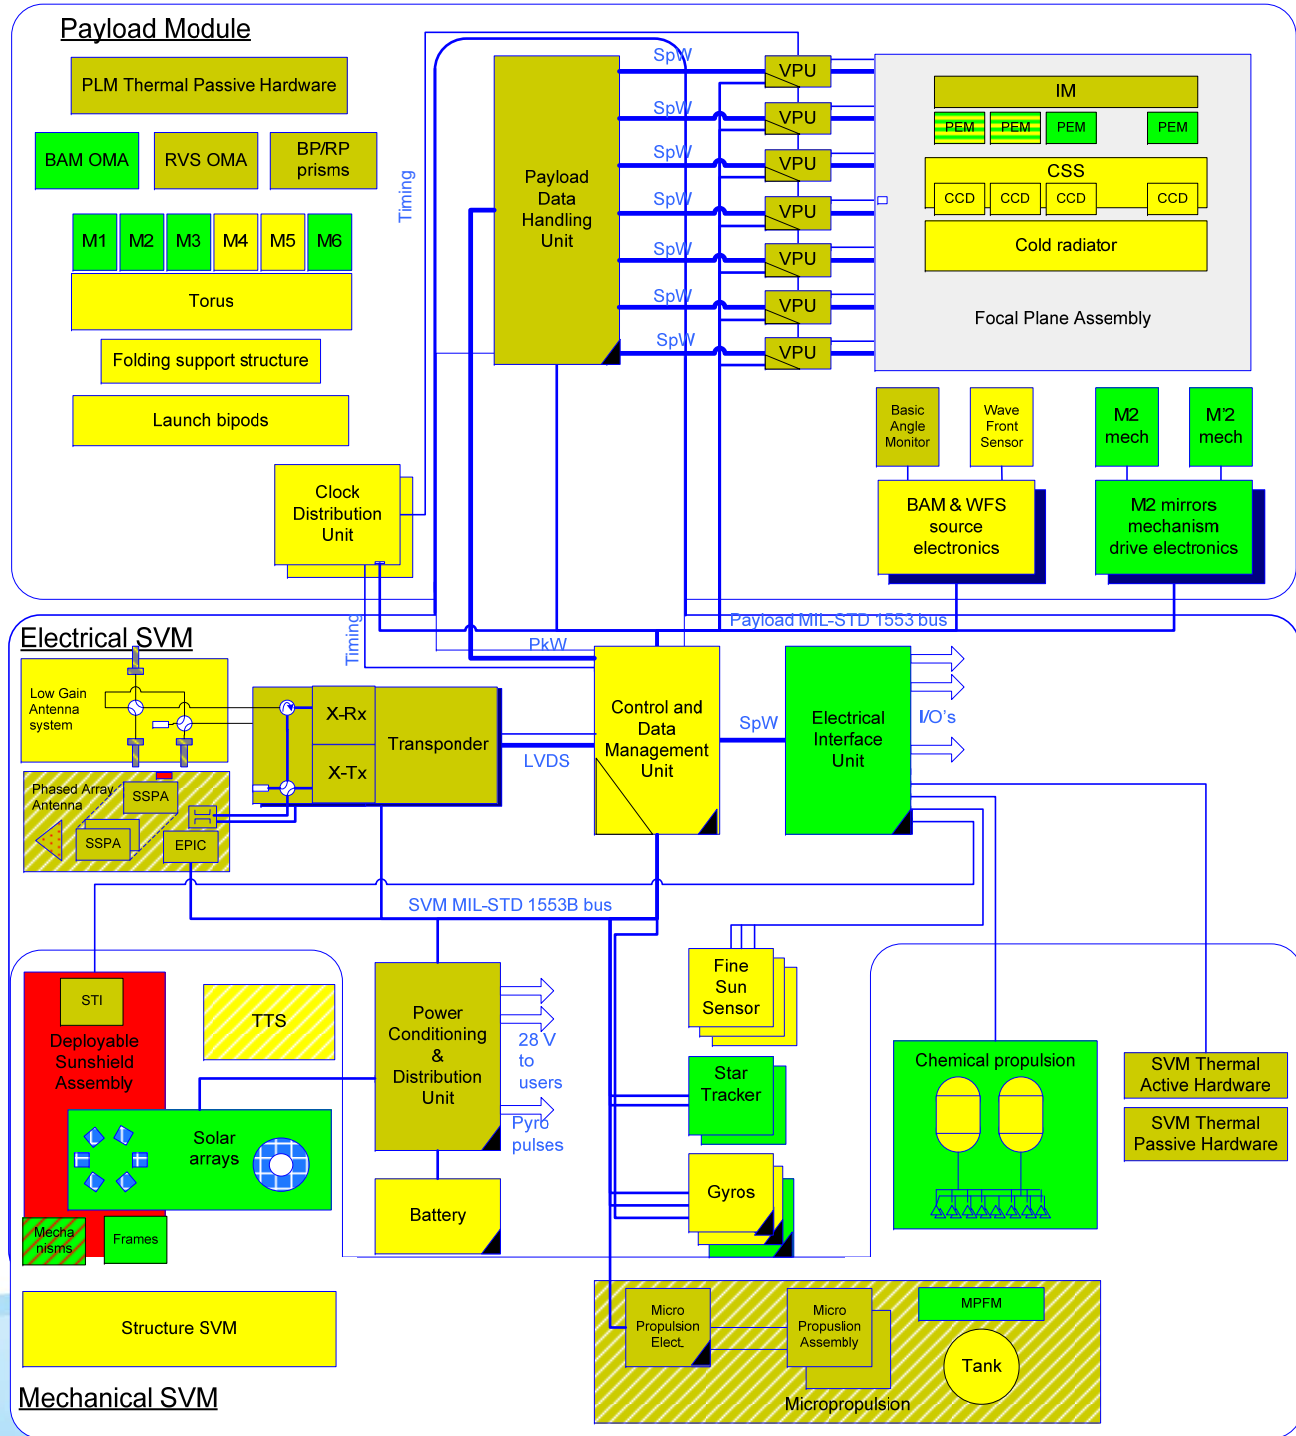 Payload Module
PLM Thermal Passive Hardware
BAM OMA
RVS OMA
BP/RP
prisms
M1
M2
M3
M4
M5
M6
Torus
Folding support structure
Launch bipods
Clock
Distribution
Unit
Timing
Payload
Data
Handling
Unit
SpW
SpW
SpW
SpW
SpW
SpW
SpW
VPU
VPU
VPU
VPU
VPU
VPU
VPU
IM
PEM
PEM
PEM
PEM
CSS
CCD
CCD
CCD
CCD
Cold radiator
Focal Plane Assembly
Basic
Angle
Monitor
Wave
Front
Sensor
M2
mech
M'2
mech
BAM & WFS
source
electronics
M2 mirrors
mechanism
drive electronics
Payload MIL-STD 1553 bus
Electrical SVM
Timing
PkW
Low Gain
Antenna
system
X-Rx
X-Tx
Transponder
LVDS
Control and
Data
Management
Unit
SpW
Electrical
Interface
Unit
I/O's
Phased Array
Antenna
SSPA
SSPA
EPIC
SVM MIL-STD 1553B bus
STI
Deployable
Sunshield
Assembly
TTS
Power
Conditioning
&
Distribution
Unit
28 V
to
users
Pyro
pulses
Fine
Sun
Sensor
Star
Tracker
Gyros
Chemical propulsion
SVM Thermal
Active Hardware
SVM Thermal
Passive Hardware
Solar
arrays
Mecha
nisms
Frames
Battery
Structure SVM
Micro
Propulsion
Elect.
Micro
Propuslion
Assembly
MPFM
Tank
Micropropulsion
Mechanical SVM